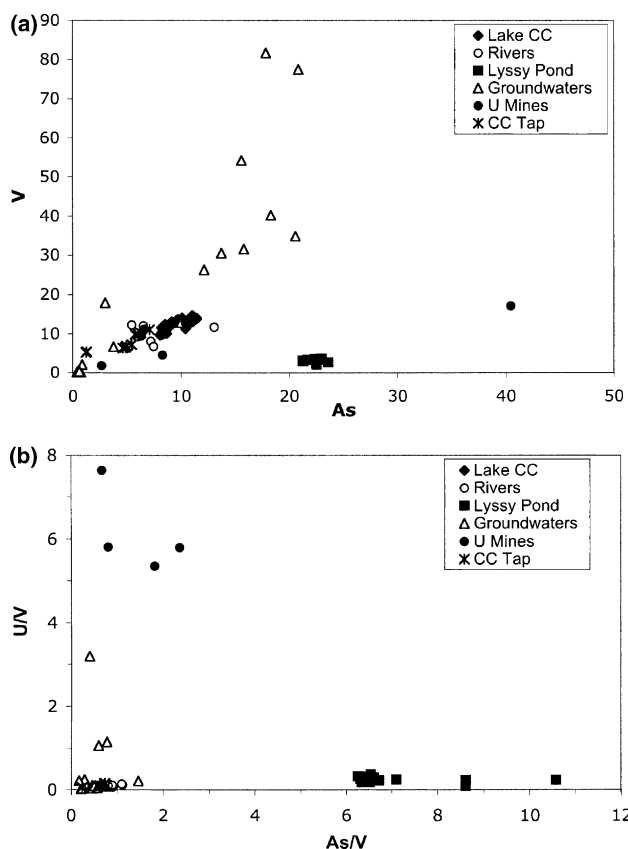 (a)
90
80
70
60
50
40
30
20
10
0
V
0 10 20 30 40 50
As
Lake CC
Rivers
Lyssy Pond
Groundwaters
U Mines
CC Tap
(b)
8
6
4
2
0
U/V
0 2 4 6 8 10 12
As/V
Lake CC
Rivers
Lyssy Pond
Groundwaters
U Mines
CC Tap